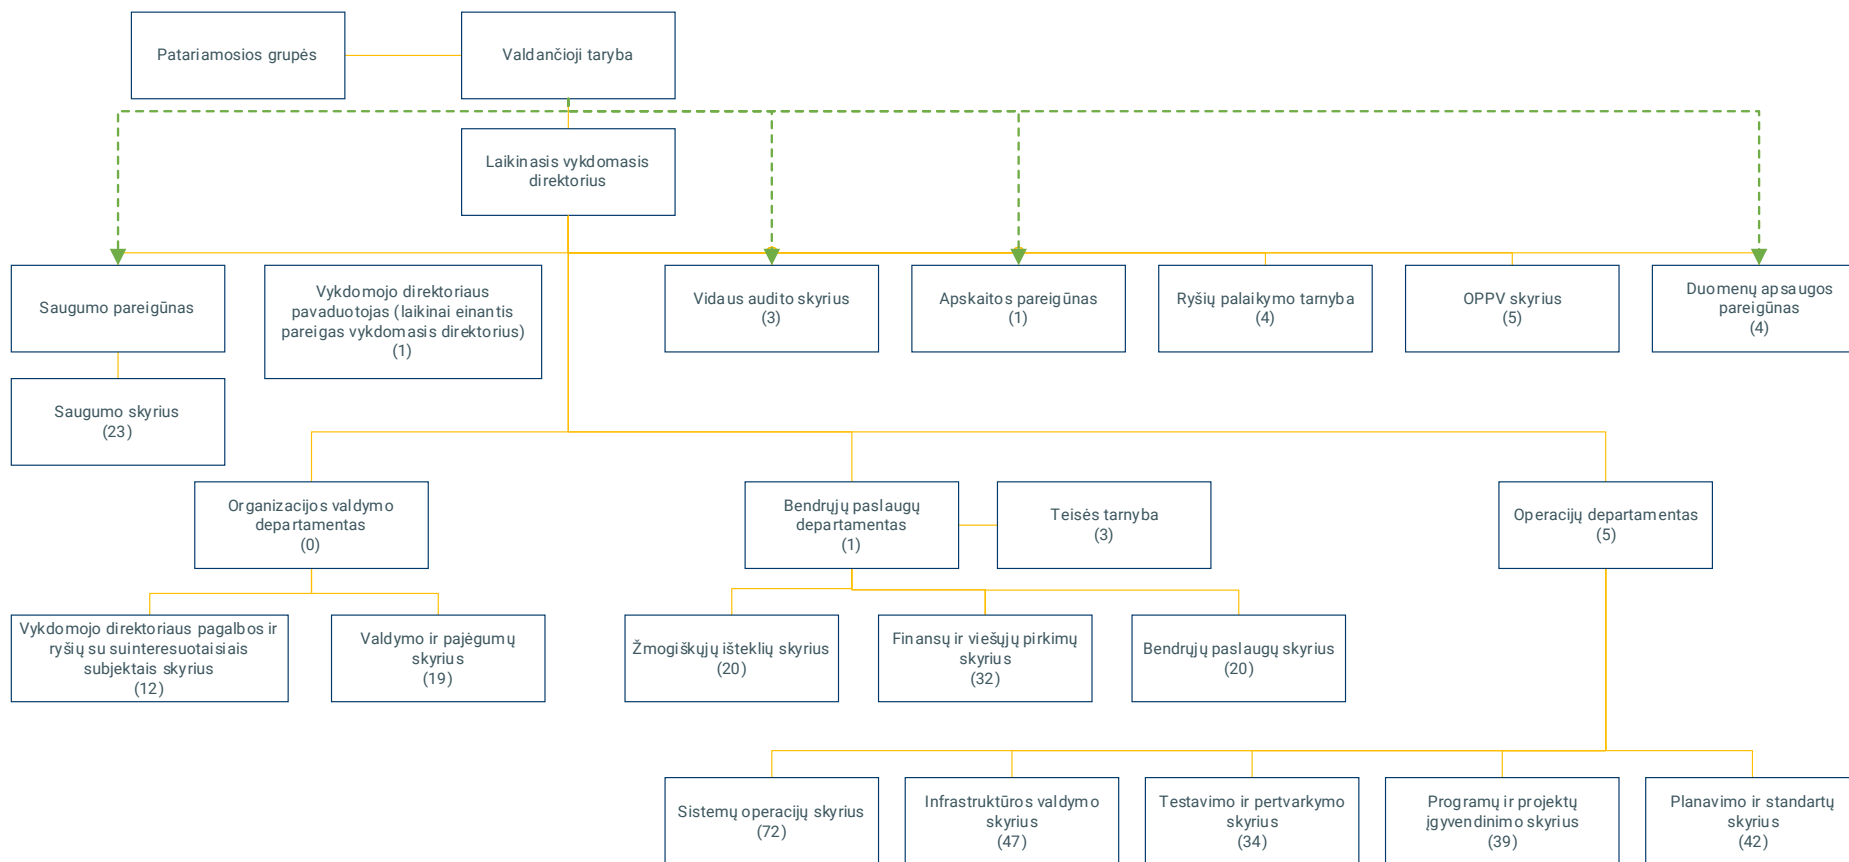 Patariamosios grupės
Valdančioji taryba
Laikinasis vykdomasis
direktorius
Saugumo pareigūnas
Vykdomojo direktoriaus
pavaduotojas (laikinai einantis
pareigas vykdomasis direktorius)
(1)
Vidaus audito skyrius
(3)
Apskaitos pareigūnas
(1)
Ryšių palaikymo tarnyba
(4)
OPPV skyrius
(5)
Duomenų apsaugos
pareigūnas
(4)
Saugumo skyrius
(23)
Organizacijos valdymo
departamentas
(0)
Bendrųjų paslaugų
departamentas
(1)
Teisės tarnyba
(3)
Operacijų departamentas
(5)
Vykdomojo direktoriaus pagalbos ir
ryšių su suinteresuotaisiais
subjektais skyrius
(12)
Valdymo ir pajėgumų
skyrius
(19)
Žmogiškųjų išteklių skyrius
(20)
Finansų ir viešųjų pirkimų
skyrius
(32)
Bendrųjų paslaugų skyrius
(20)
Sistemų operacijų skyrius
(72)
Infrastruktūros valdymo
skyrius
(47)
Testavimo ir pertvarkymo
skyrius
(34)
Programų ir projektų
įgyvendinimo skyrius
(39)
Planavimo ir standartų
skyrius
(42)